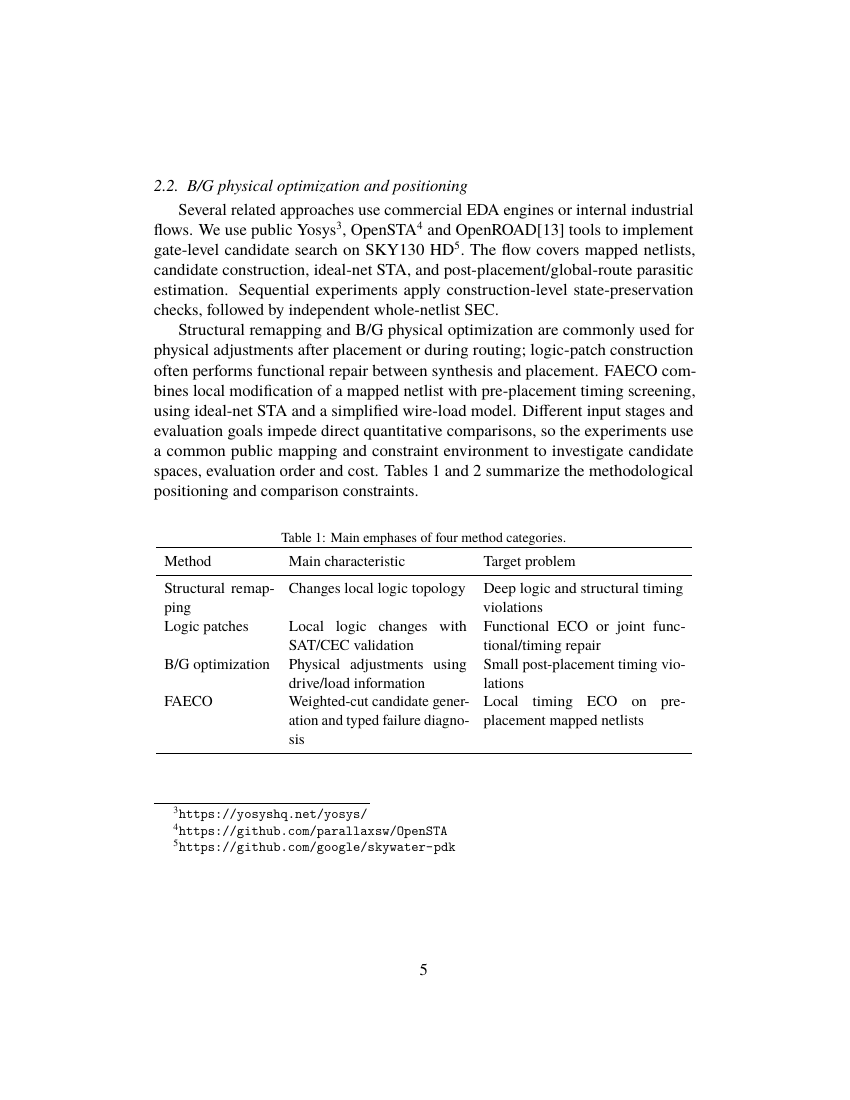 2.2. B/G physical optimization and positioning
Several related approaches use commercial EDA engines or internal industrial
flows. We use public Yosys³, OpenSTA⁴ and OpenROAD[13] tools to implement
gate-level candidate search on SKY130 HD⁵. The flow covers mapped netlists,
candidate construction, ideal-net STA, and post-placement/global-route parasitic
estimation. Sequential experiments apply construction-level state-preservation
checks, followed by independent whole-netlist SEC.
Structural remapping and B/G physical optimization are commonly used for
physical adjustments after placement or during routing; logic-patch construction
often performs functional repair between synthesis and placement. FAECO com-
bines local modification of a mapped netlist with pre-placement timing screening,
using ideal-net STA and a simplified wire-load model. Different input stages and
evaluation goals impede direct quantitative comparisons, so the experiments use
a common public mapping and constraint environment to investigate candidate
spaces, evaluation order and cost. Tables 1 and 2 summarize the methodological
positioning and comparison constraints.
Table 1: Main emphases of four method categories.
Method Main characteristic Target problem
Structural remap- Changes local logic topology Deep logic and structural timing
ping violations
Logic patches Local logic changes with Functional ECO or joint func-
SAT/CEC validation tional/timing repair
B/G optimization Physical adjustments using Small post-placement timing vio-
drive/load information lations
FAECO Weighted-cut candidate gener- Local timing ECO on pre-
ation and typed failure diagno- placement mapped netlists
sis
³https://yosyshq.net/yosys/
⁴https://github.com/parallaxsw/OpenSTA
⁵https://github.com/google/skywater-pdk
5